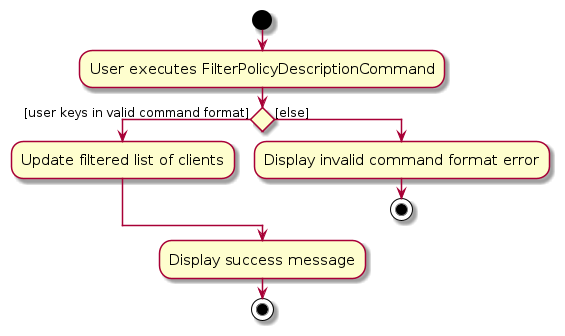 User executes FilterPolicyDescriptionCommand
[user keys in valid command format]
[else]
Update filtered list of clients
Display invalid command format error
Display success message